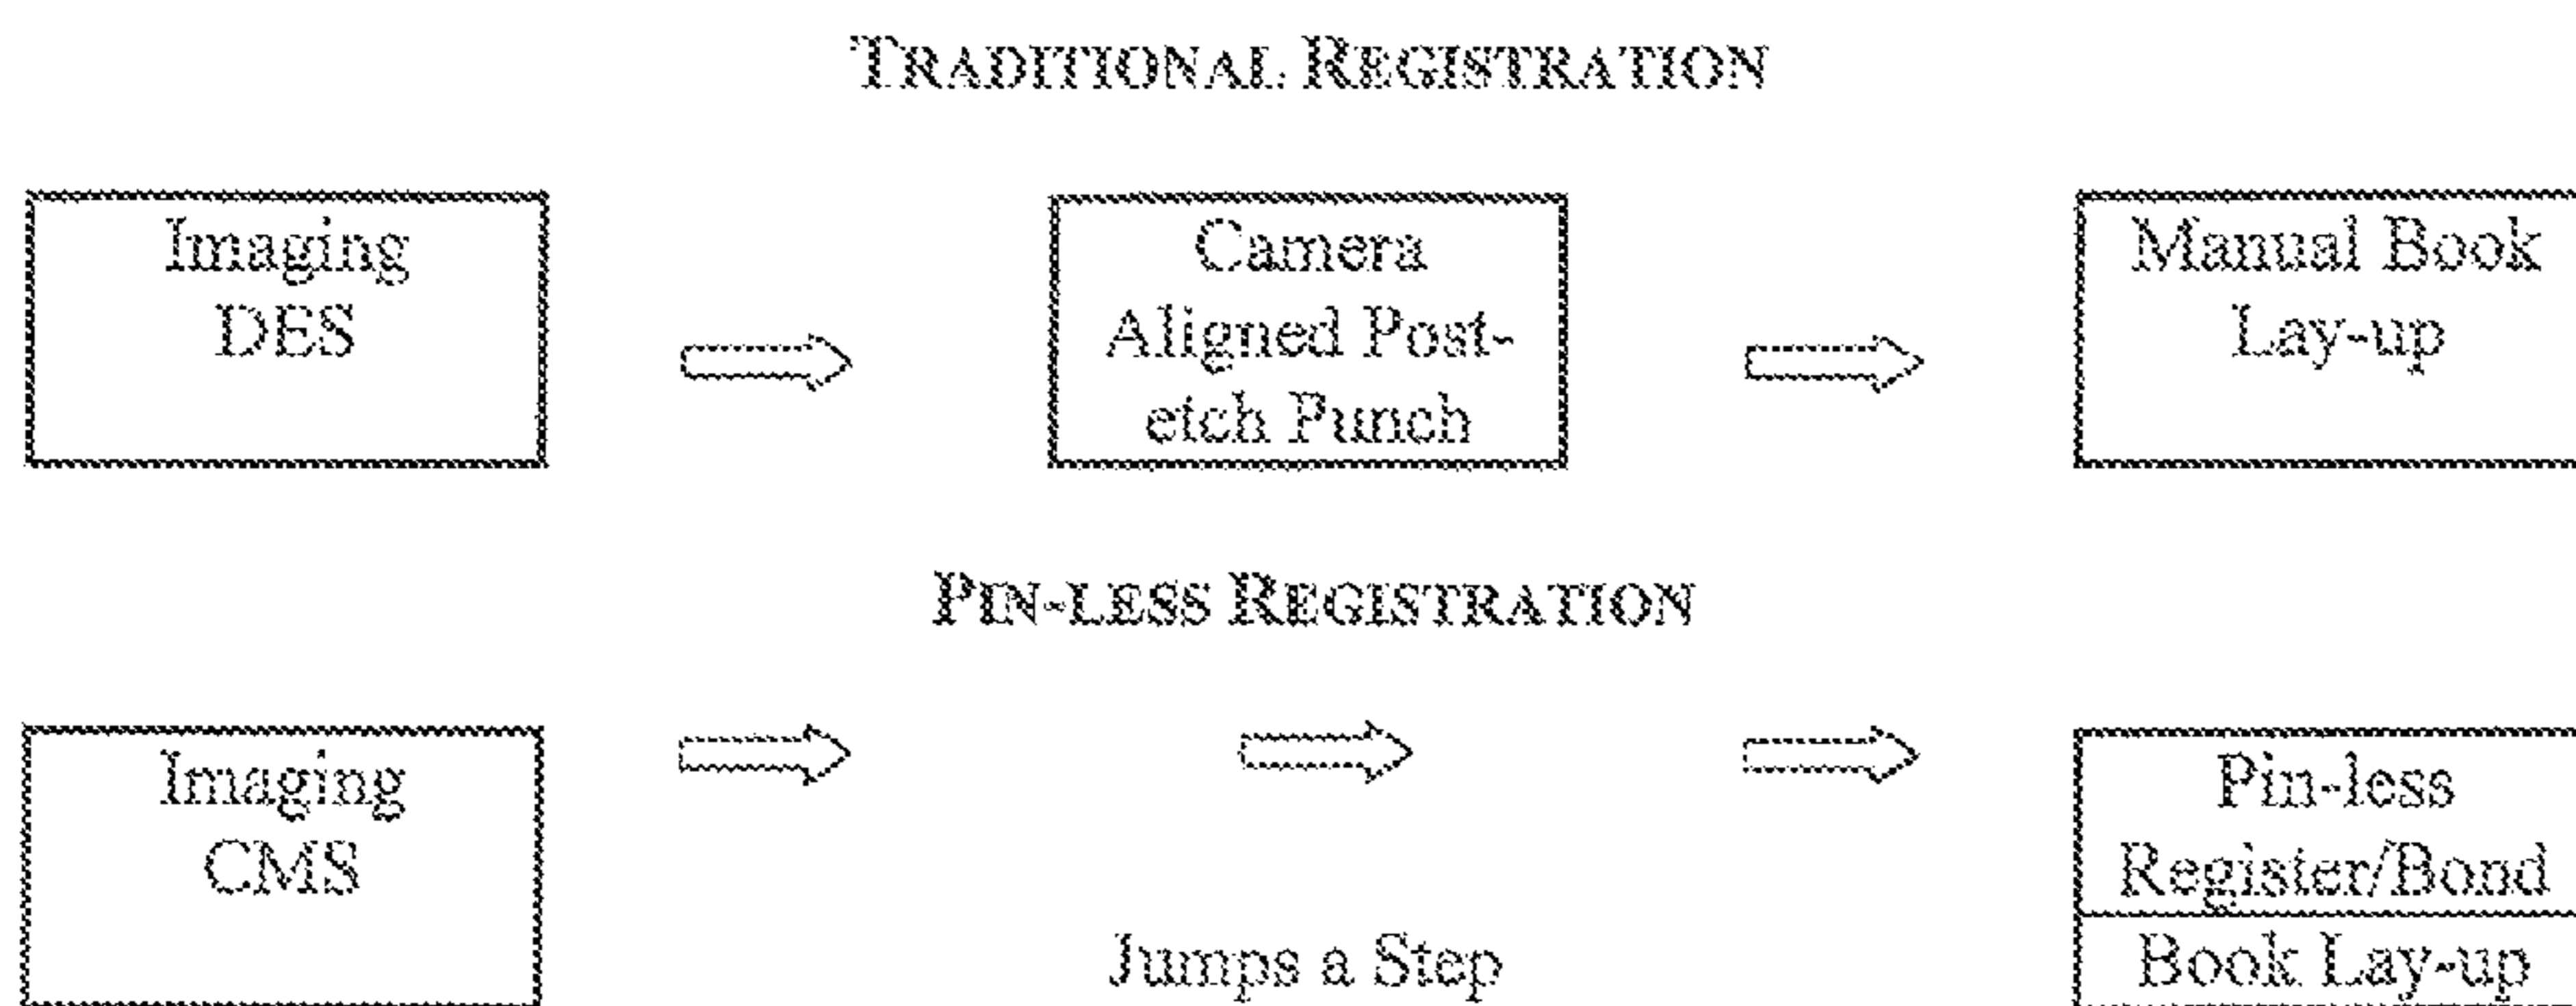 TRADITIONAL REGISTRATION
Imaging
DES
Camera
Aligned Post-
etch Punch
Manual Book
Lay-up
PIN-LESS REGISTRATION
Imaging
CMS
Jumps a Step
Pin-less
Register/Bond
Book Lay-up